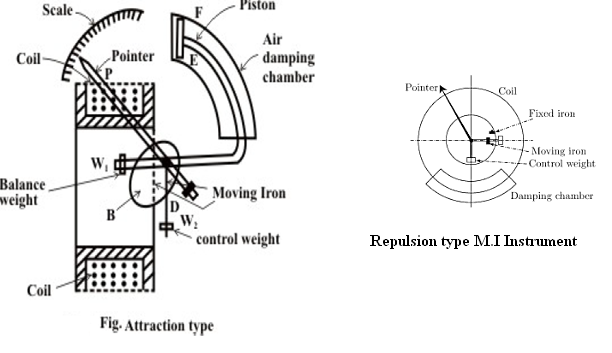 Scale
F
Piston
Coil
Pointer
P
E
Air
damping
chamber
W1
Balance
weight
B
D
Moving Iron
W2
control weight
Coil
Fig. Attraction type
Pointer
Coil
Fixed iron
Moving iron
Control weight
Damping chamber
Repulsion type M.I Instrument